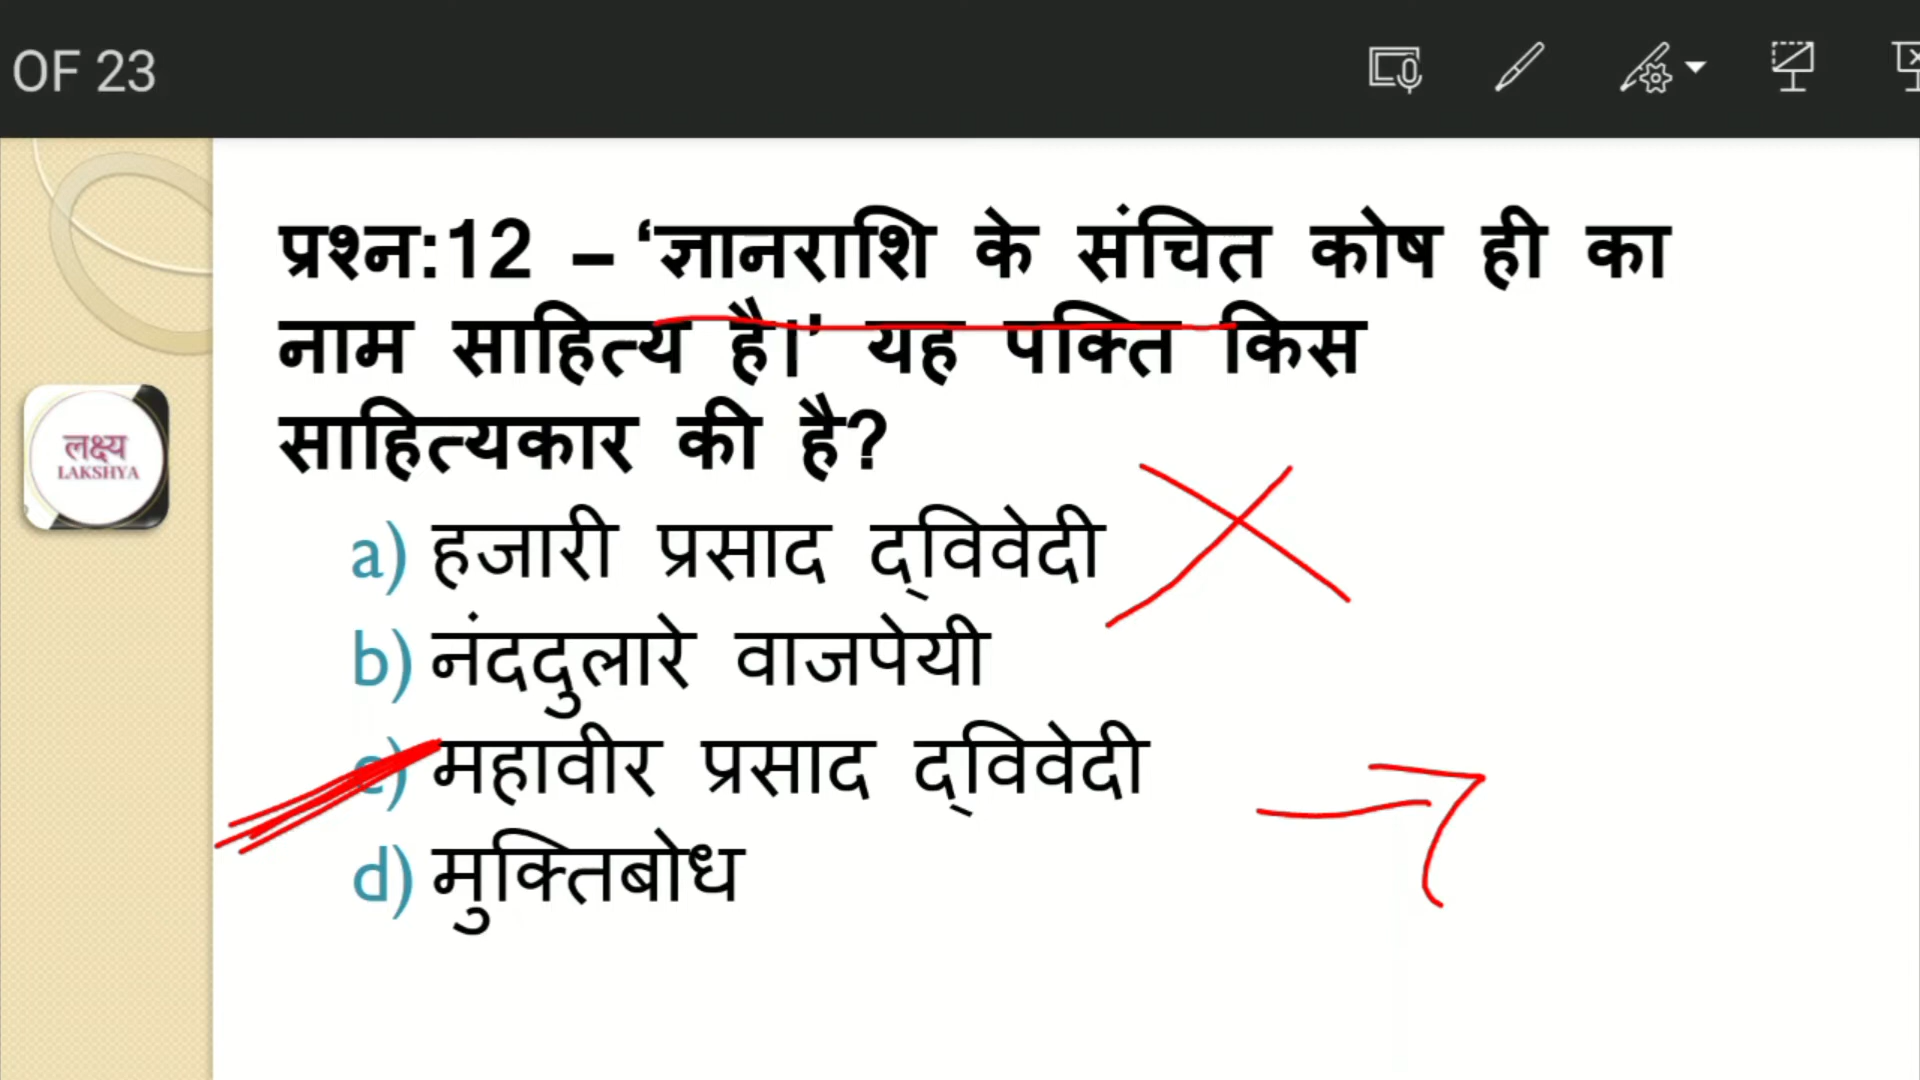 OF 23
प्रश्न:12 – ‘ज्ञानराशि के संचित कोष ही का
नाम साहित्य है।’ यह पक्ति किस
साहित्यकार की है?
a) हजारी प्रसाद द्विवेदी
b) नंददुलारे वाजपेयी
c) महावीर प्रसाद द्विवेदी
d) मुक्तिबोध
लक्ष्य
LAKSHYA